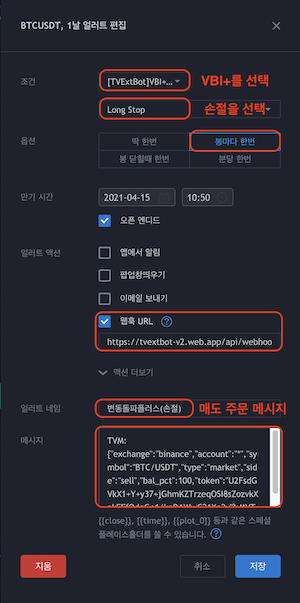 BTCUSDT, 1날 얼러트 편집
조건
[TVExtBot]VBI+...
VBI+를 선택
Long Stop
손절을 선택
옵션
딱 한번
봉마다 한번
봉 닫힐때 한번
분당 한번
만기 시간
2021-04-15
10:50
오픈 엔디드
얼러트 액션
앱에서 알림
팝업창띄우기
이메일 보내기
웹훅 URL
https://tvextbot-v2.web.app/api/webhoo
액션 더보기
얼러트 네임
변동돌파플러스(손절)
매도 주문 메시지
메시지
TVM:
{"exchange":"binance","account":"*","sy
mbol":"BTC/USDT","type":"market","sid
e":"sell","bal_pct":100,"token":"U2FsdG
{{close}}, {{time}}, {{plot_0}} 등과 같은 스페셜
플레이스홀더를 쓸 수 있습니다.
지움
취소
저장